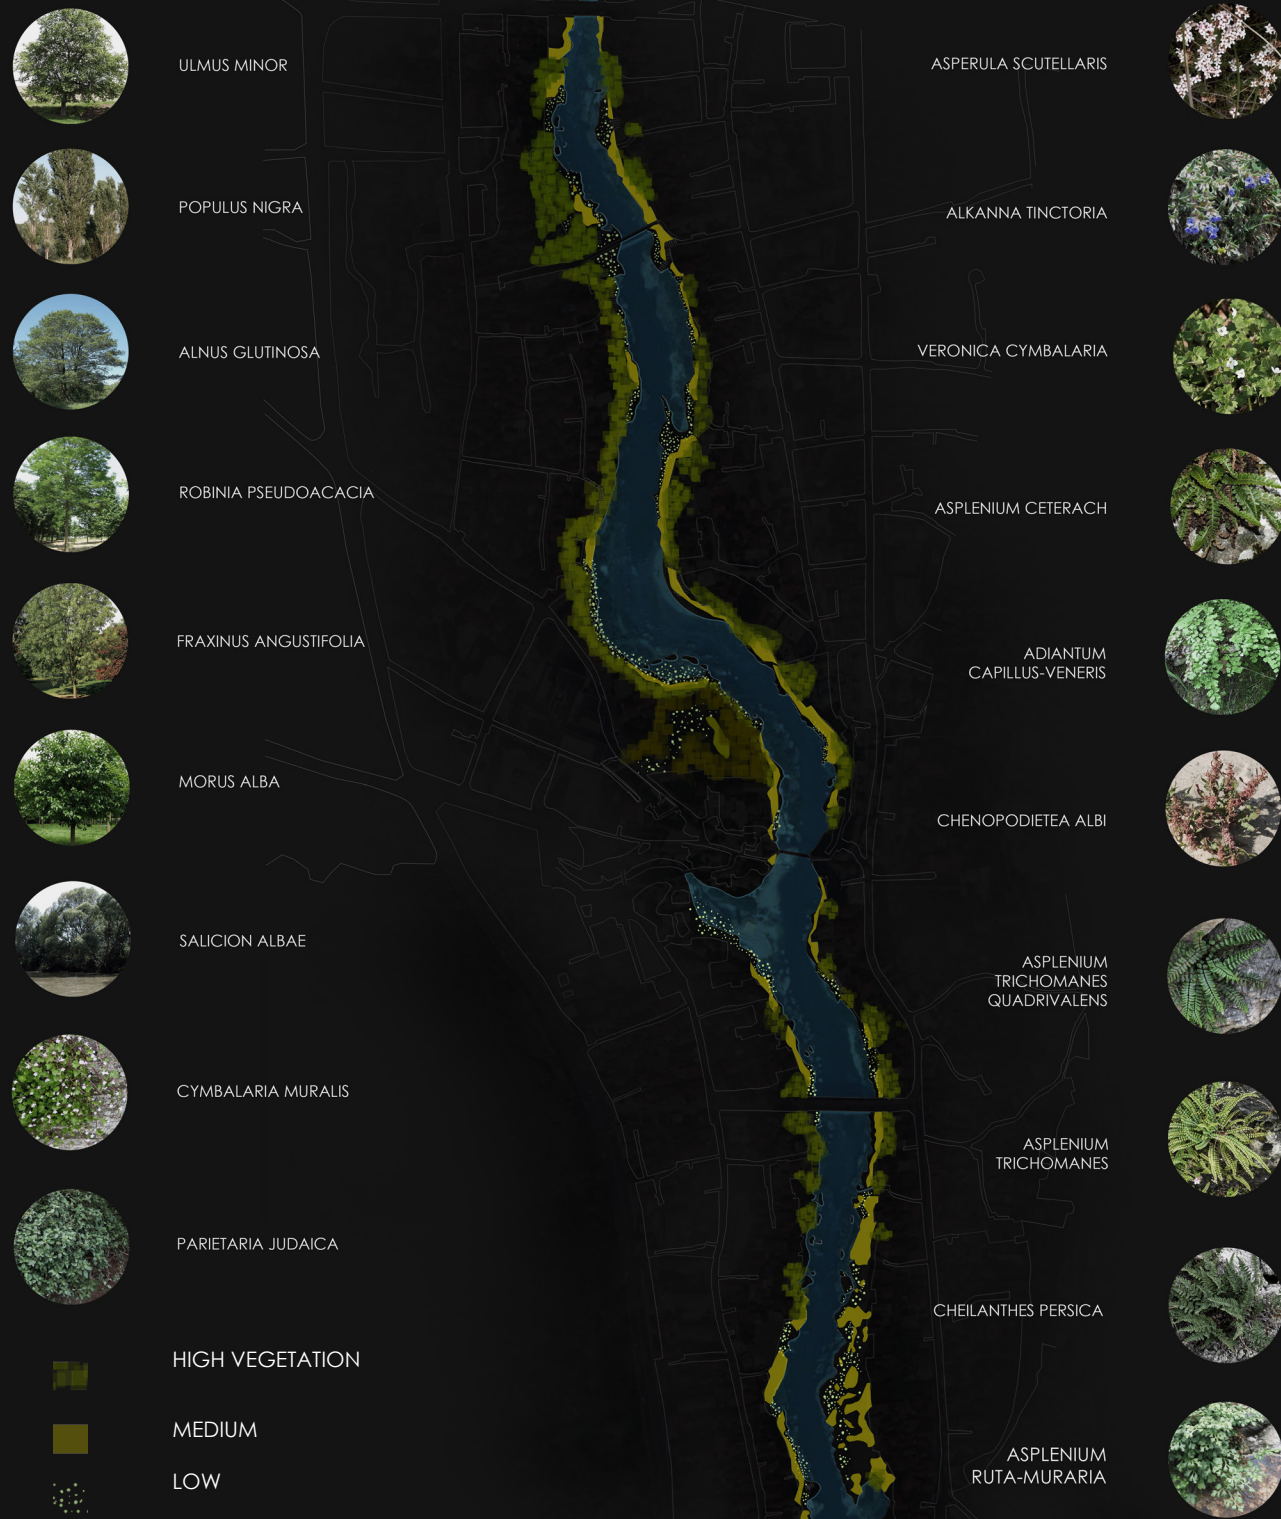 ULMUS MINOR
POPULUS NIGRA
ALNUS GLUTINOSA
ROBINIA PSEUDOACACIA
FRAXINUS ANGUSTIFOLIA
MORUS ALBA
SALICION ALBAE
CYMBALARIA MURALIS
PARIETARIA JUDAICA
HIGH VEGETATION
MEDIUM
LOW
ASPERULA SCUTELLARIS
ALKANNA TINCTORIA
VERONICA CYMBALARIA
ASPLENIUM CETERACH
ADIANTUM
CAPILLUS-VENERIS
CHENOPODIETEA ALBI
ASPLENIUM
TRICHOMANES
QUADRIVALENS
ASPLENIUM
TRICHOMANES
CHEILANTHES PERSICA
ASPLENIUM
RUTA-MURARIA